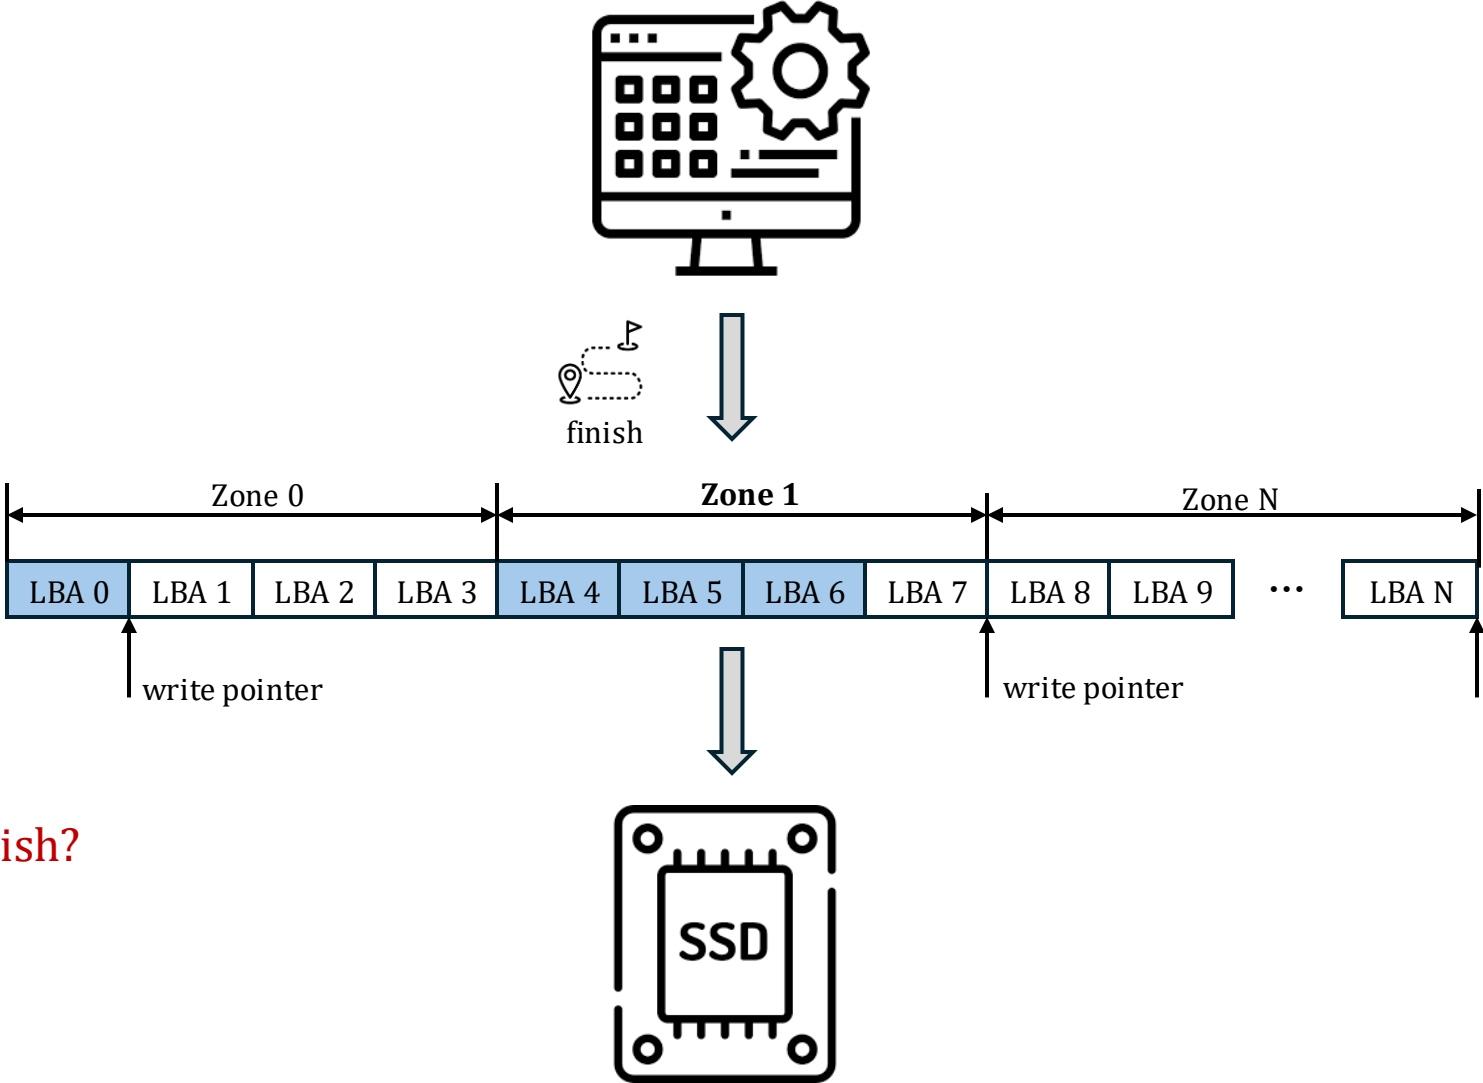 finish
Zone 0
Zone 1
Zone N
LBA 0 LBA 1 LBA 2 LBA 3 LBA 4 LBA 5 LBA 6 LBA 7 LBA 8 LBA 9 ... LBA N
write pointer
write pointer
ish?
SSD